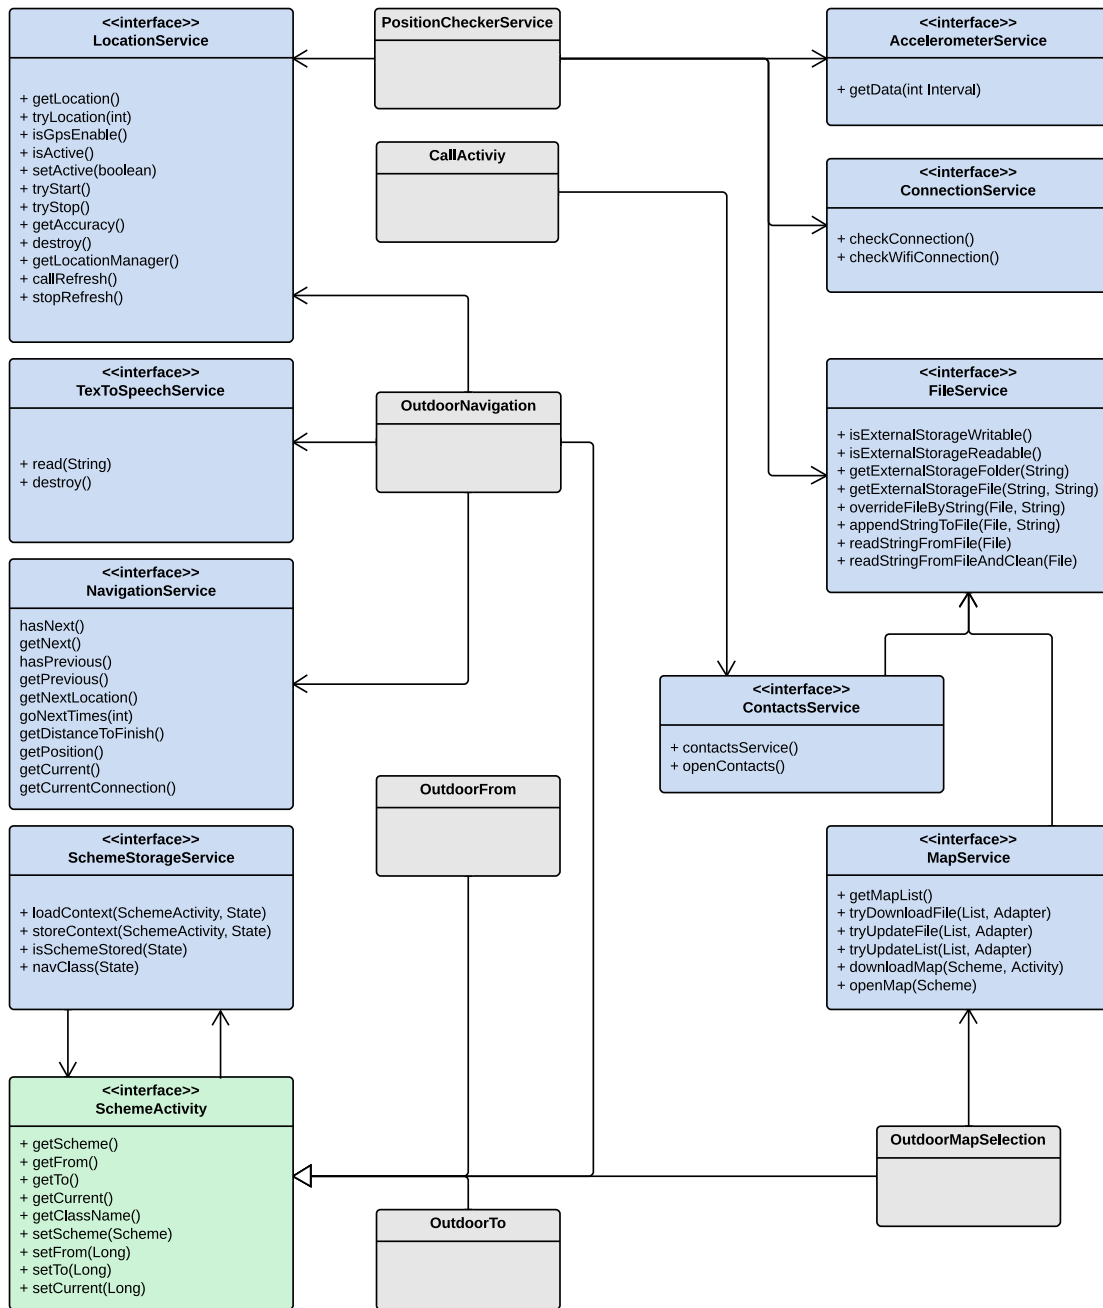 <<interface>>
LocationService
+ getLocation()
+ tryLocation(int)
+ isGpsEnable()
+ isActive()
+ setActive(boolean)
+ tryStart()
+ tryStop()
+ getAccuracy()
+ destroy()
+ getLocationManager()
+ callRefresh()
+ stopRefresh()
PositionCheckerService
<<interface>>
AccelerometerService
+ getData(int Interval)
CallActiviy
<<interface>>
ConnectionService
+ checkConnection()
+ checkWifiConnection()
<<interface>>
TexToSpeechService
+ read(String)
+ destroy()
OutdoorNavigation
<<interface>>
FileService
+ isExternalStorageWritable()
+ isExternalStorageReadable()
+ getExternalStorageFolder(String)
+ getExternalStorageFile(String, String)
+ overrideFileByString(File, String)
+ appendStringToFile(File, String)
+ readStringFromFile(File)
+ readStringFromFileAndClean(File)
<<interface>>
NavigationService
hasNext()
getNext()
hasPrevious()
getPrevious()
getNextLocation()
goNextTimes(int)
getDistanceToFinish()
getPosition()
getCurrent()
getCurrentConnection()
<<interface>>
ContactsService
+ contactsService()
+ openContacts()
OutdoorFrom
<<interface>>
SchemeStorageService
+ loadContext(SchemeActivity, State)
+ storeContext(SchemeActivity, State)
+ isSchemeStored(State)
+ navClass(State)
<<interface>>
MapService
+ getMapList()
+ tryDownloadFile(List, Adapter)
+ tryUpdateFile(List, Adapter)
+ tryUpdateList(List, Adapter)
+ downloadMap(Scheme, Activity)
+ openMap(Scheme)
<<interface>>
SchemeActivity
+ getScheme()
+ getFrom()
+ getTo()
+ getCurrent()
+ getClassName()
+ setScheme(Scheme)
+ setFrom(Long)
+ setTo(Long)
+ setCurrent(Long)
OutdoorMapSelection
OutdoorTo